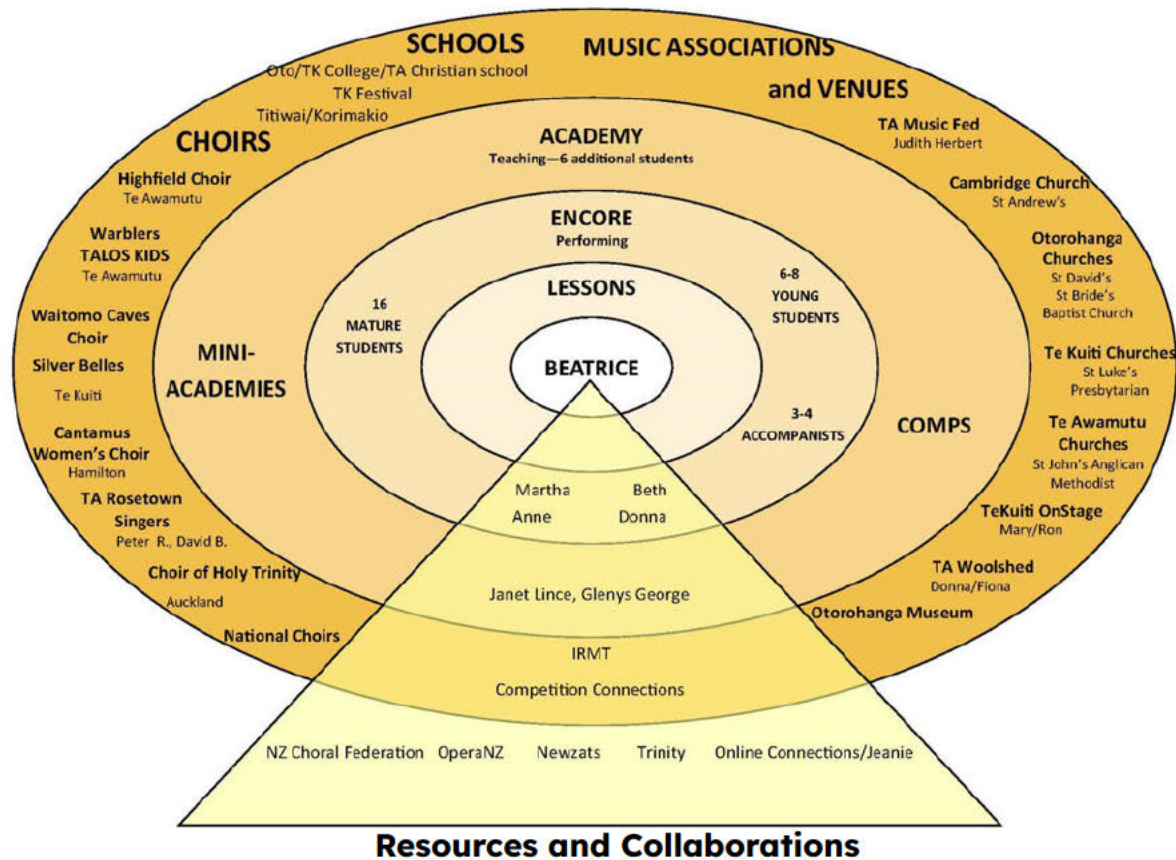 SCHOOLS
Oto/TK College/TA Christian school
TK Festival
Titiwai/Korimakio
MUSIC ASSOCIATIONS
and VENUES
TA Music Fed
Judith Herbert
CHOIRS
Highfield Choir
Te Awamutu
Warblers
TALOS KIDS
Te Awamutu
Waitomo Caves
Choir
Silver Belles
Te Kuiti
Cantamus
Women's Choir
Hamilton
TA Rosetown
Singers
Peter R., David B.
Choir of Holy Trinity
Auckland
National Choirs
Cambridge Church
St Andrew's
Otorohanga
Churches
St David's
St Bride's
Baptist Church
Te Kuiti Churches
St Luke's
Presbytarian
Te Awamutu
Churches
St John's Anglican
Methodist
TeKuiti OnStage
Mary/Ron
TA Woolshed
Donna/Fiona
Otorohanga Museum
ACADEMY
Teaching—6 additional students
MINI-
ACADEMIES
COMPS
ENCORE
Performing
16
MATURE
STUDENTS
6-8
YOUNG
STUDENTS
3-4
ACCOMPANISTS
LESSONS
BEATRICE
Martha Beth
Anne Donna
Janet Lince, Glenys George
IRMT
Competition Connections
NZ Choral Federation OperaNZ Newzats Trinity Online Connections/Jeanie
Resources and Collaborations